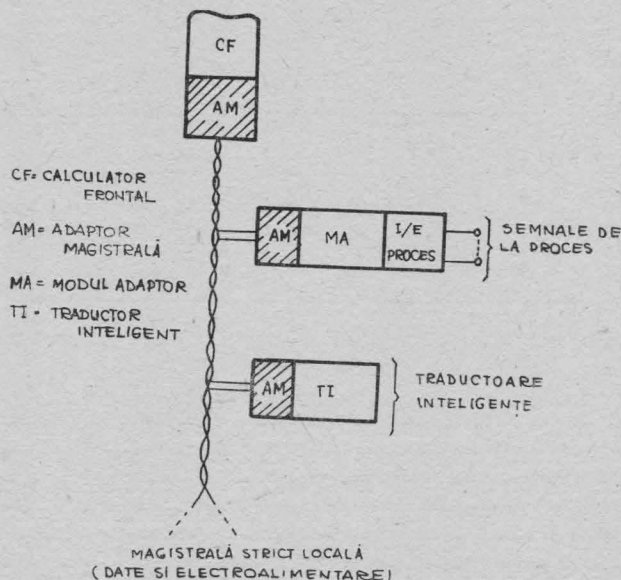 CF
AM
CF= CALCULATOR
FRONTAL
AM= ADAPTOR
MAGISTRALĂ
MA= MODUL ADAPTOR
TI = TRADUCTOR
INTELIGENT
AM
MA
I/E
PROCES
SEMNALE DE
LA PROCES
AM
TI
TRADUCTOARE
INTELIGENTE
MAGISTRALĂ STRICT LOCALĂ
(DATE SI ELECTROALIMENTARE)